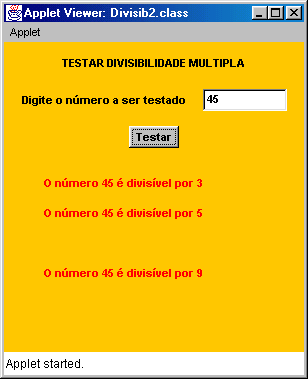 Applet Viewer: Divisib2.class
Applet
TESTAR DIVISIBILIDADE MULTIPLA
Digite o número a ser testado 45
Testar
O número 45 é divisível por 3
O número 45 é divisível por 5
O número 45 é divisível por 9
Applet started.